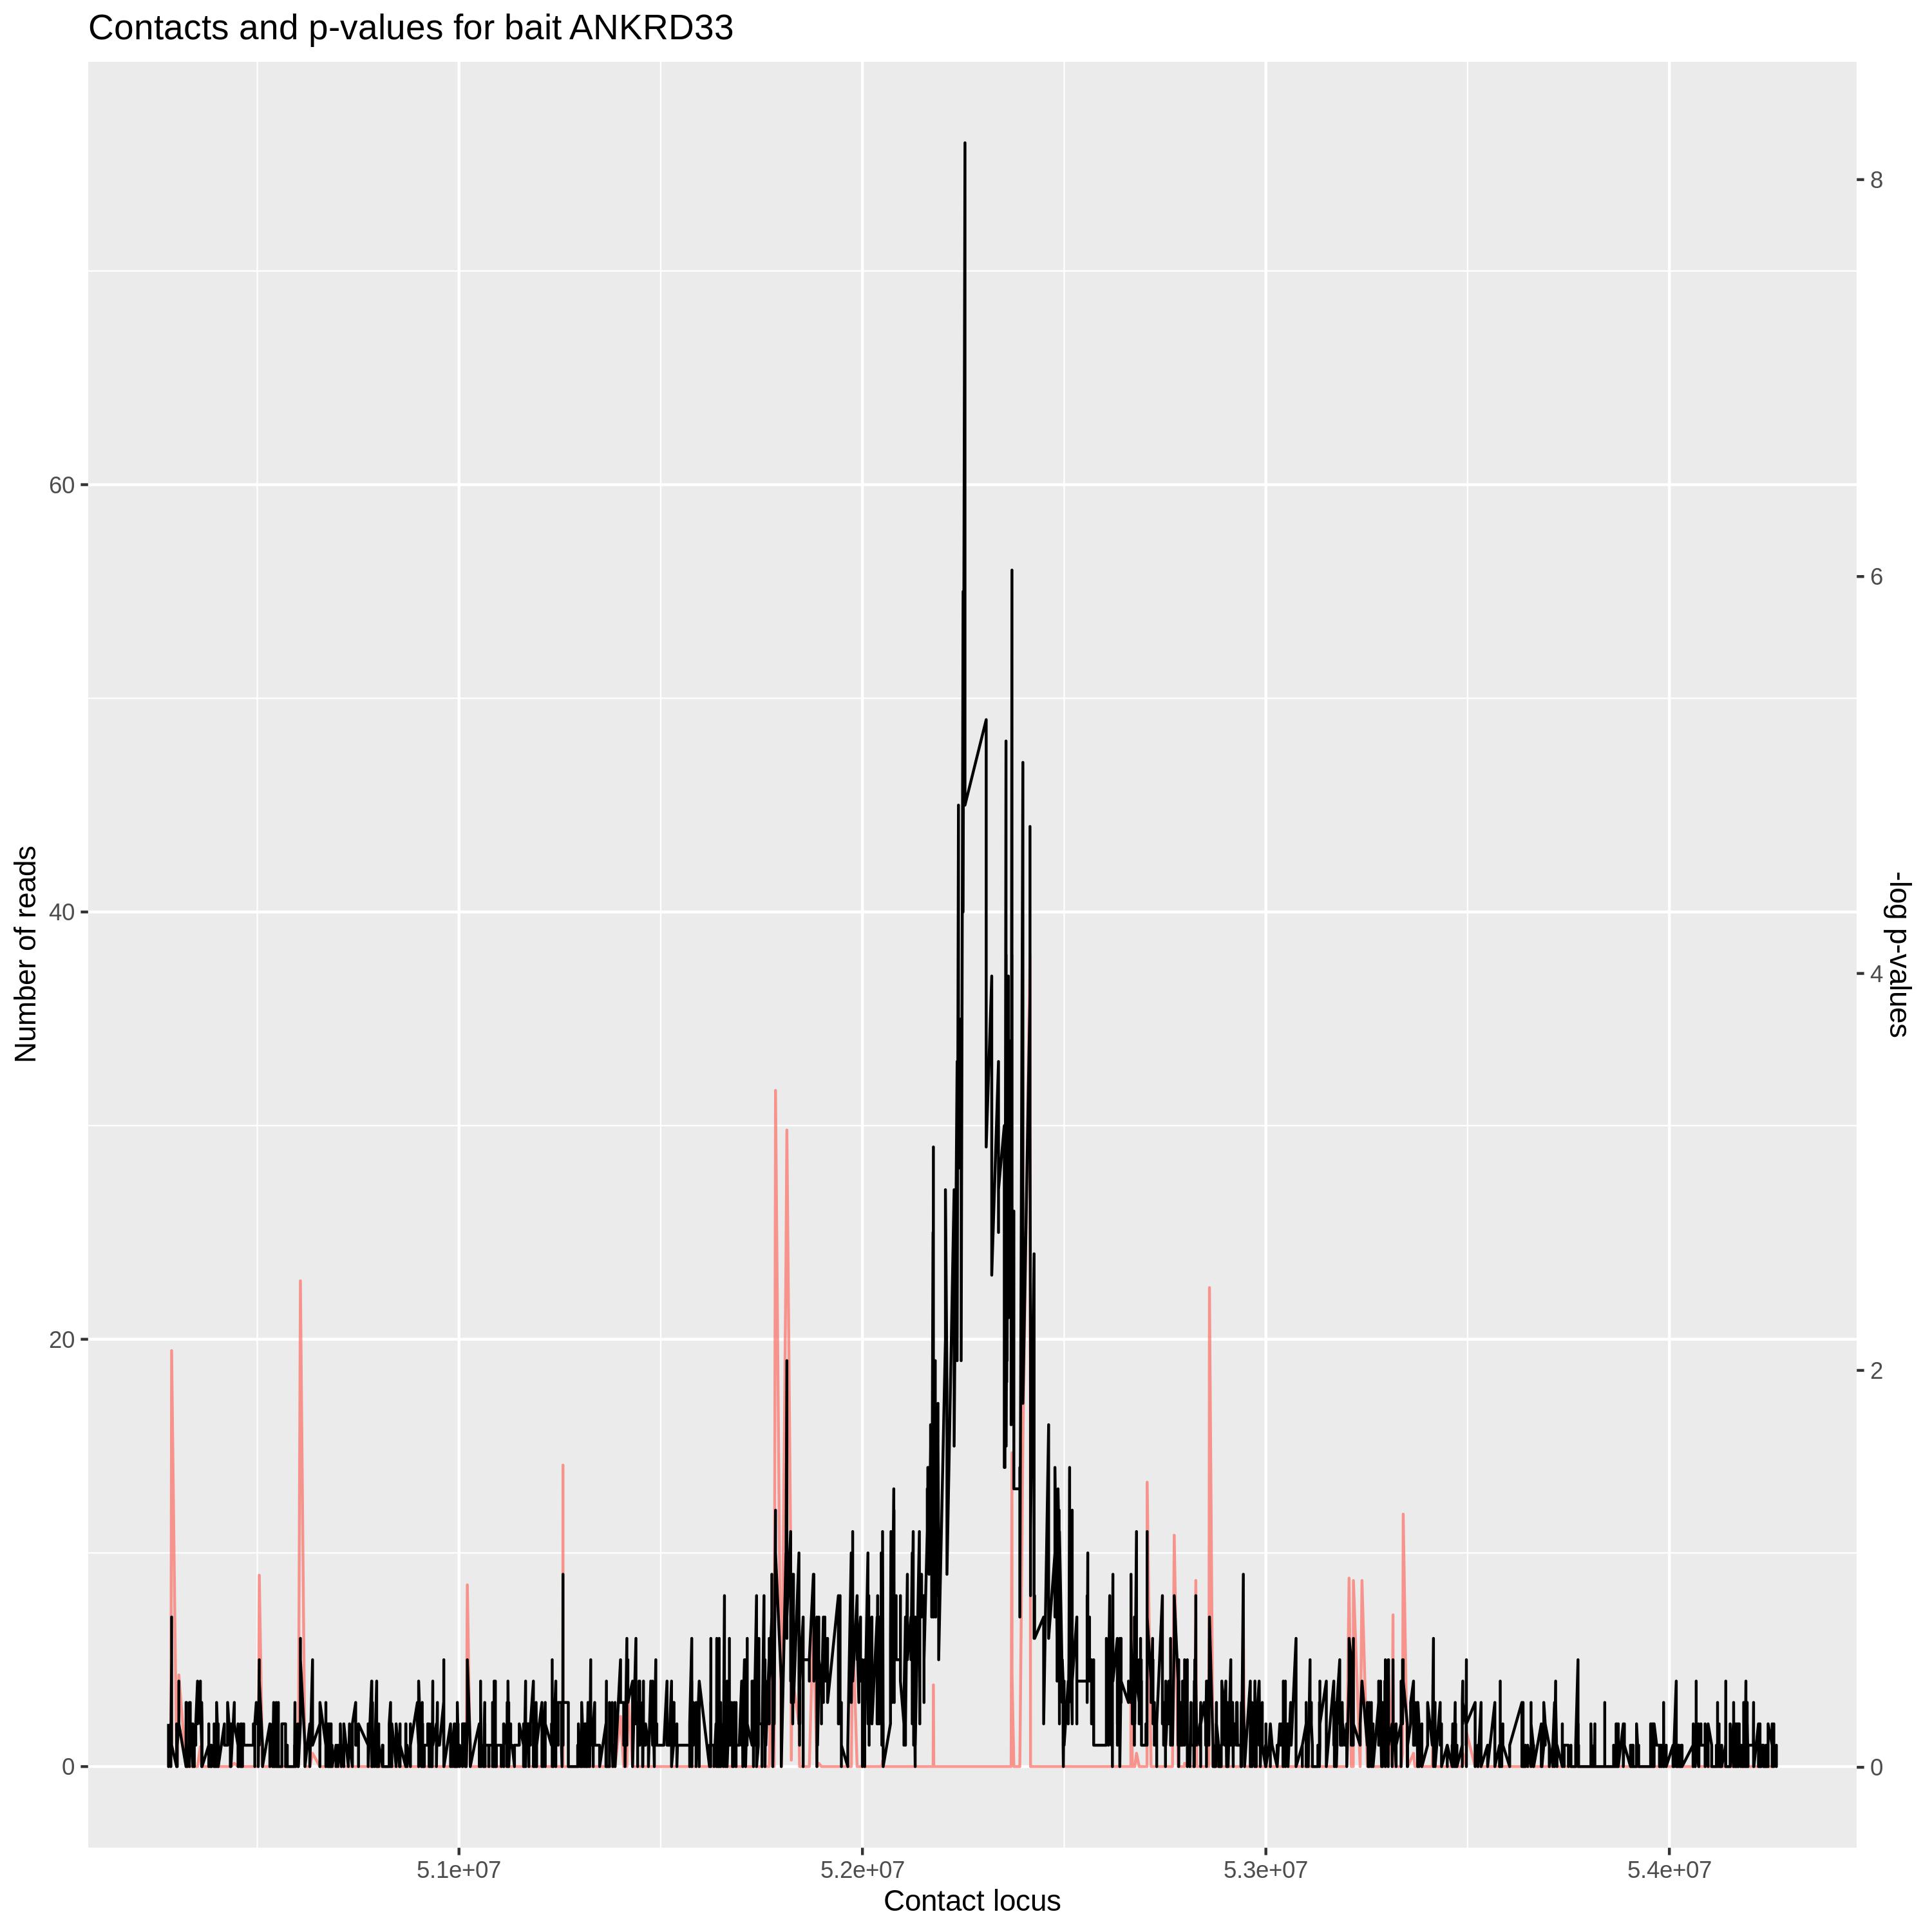 Contacts and p-values for bait ANKRD33
Number of reads
60
40
20
0
8
6
4
2
0
-log p-values
5.1e+07 5.2e+07 5.3e+07 5.4e+07
Contact locus